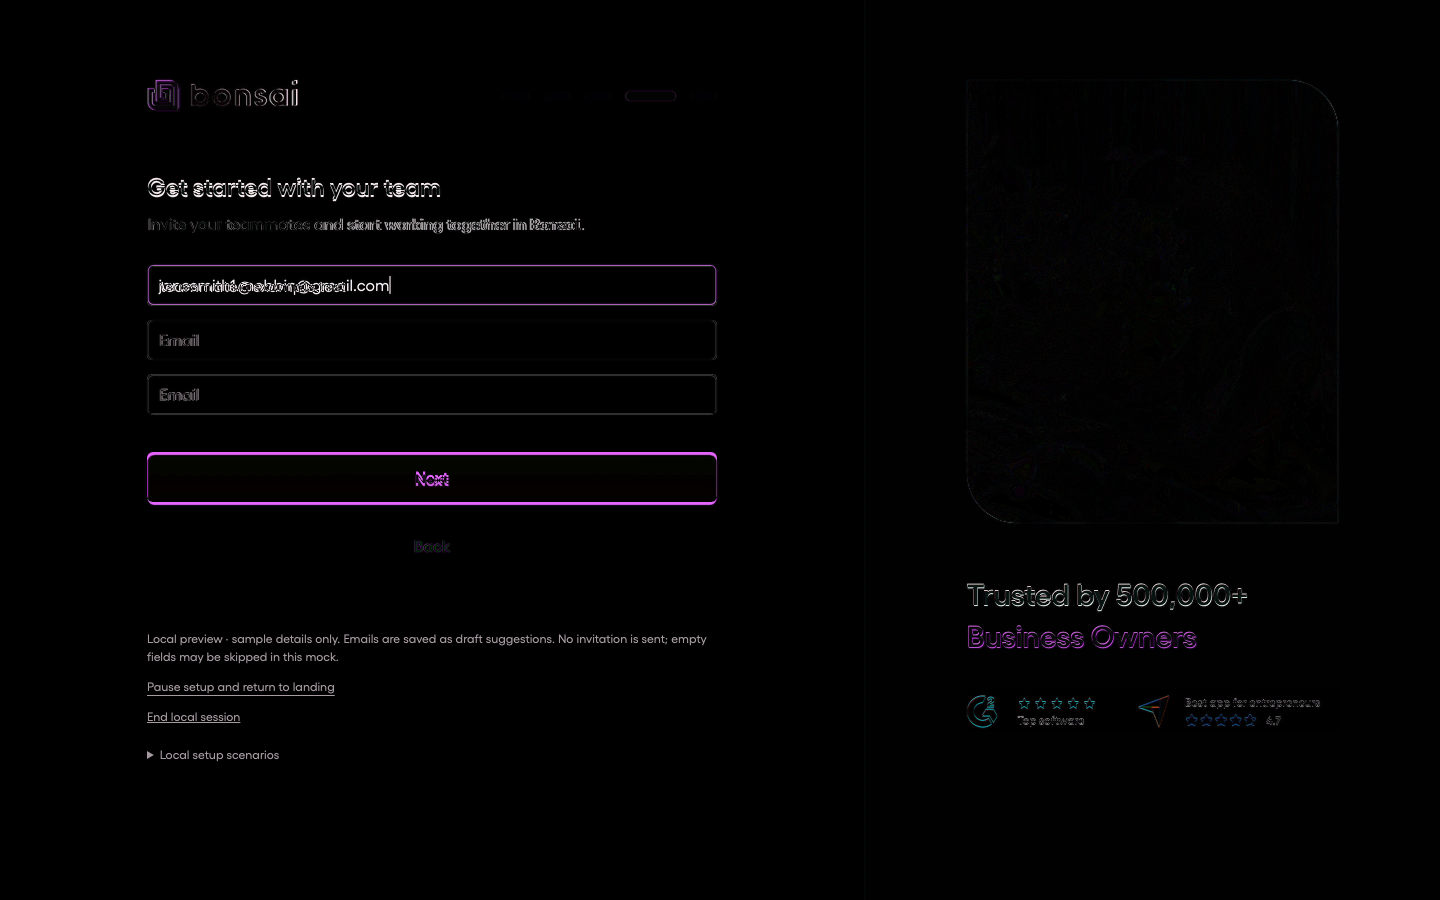 bonsai
Get started with your team
Invite your teammates and start working together in Bonsai.
Email
Email
Next
Back
Local preview · sample details only. Emails are saved as draft suggestions. No invitation is sent; empty
fields may be skipped in this mock.
Pause setup and return to landing
End local session
Local setup scenarios
Trusted by 500,000+
Business Owners
Top software
Best app for entrepreneurs
4.7